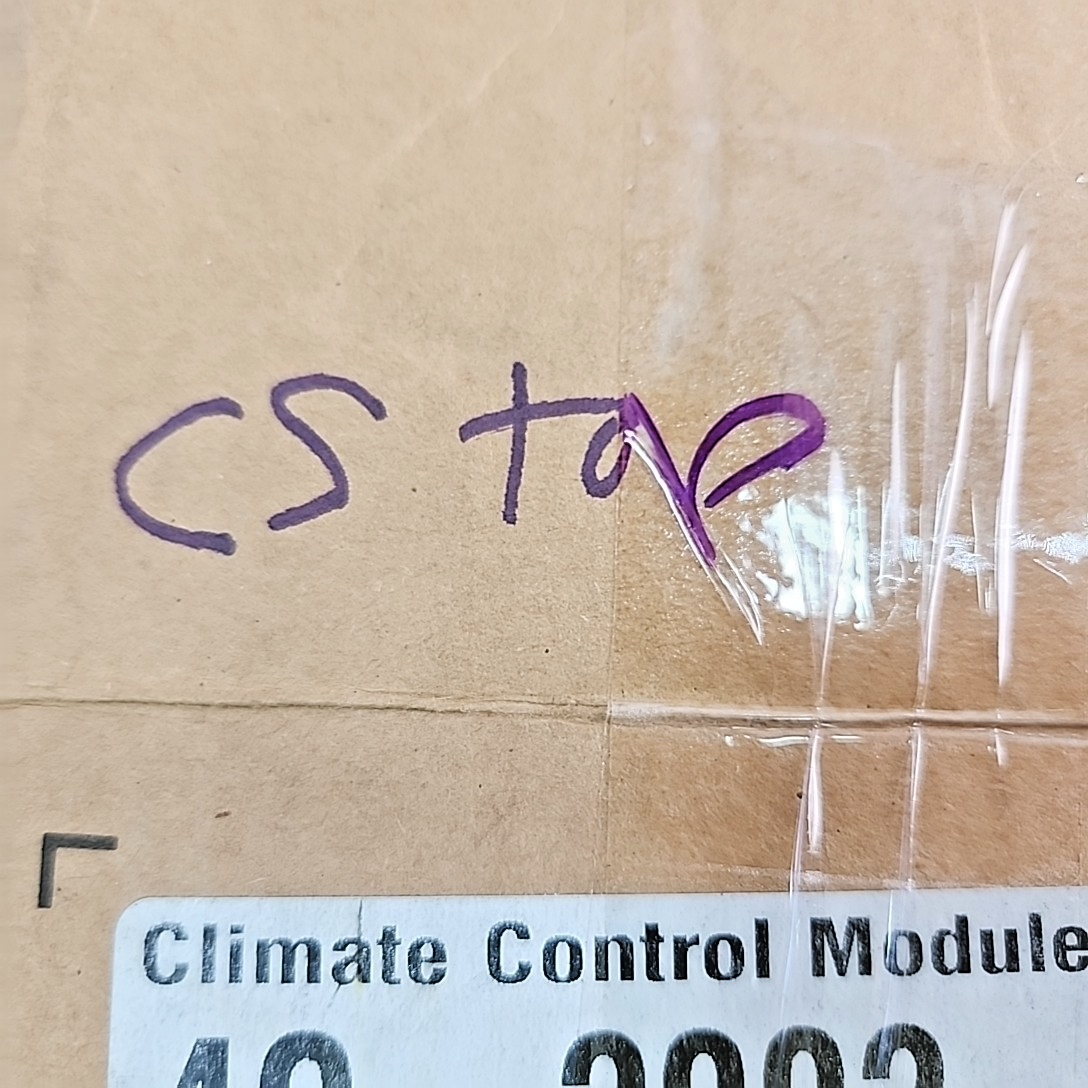 CS top
Climate Control Module